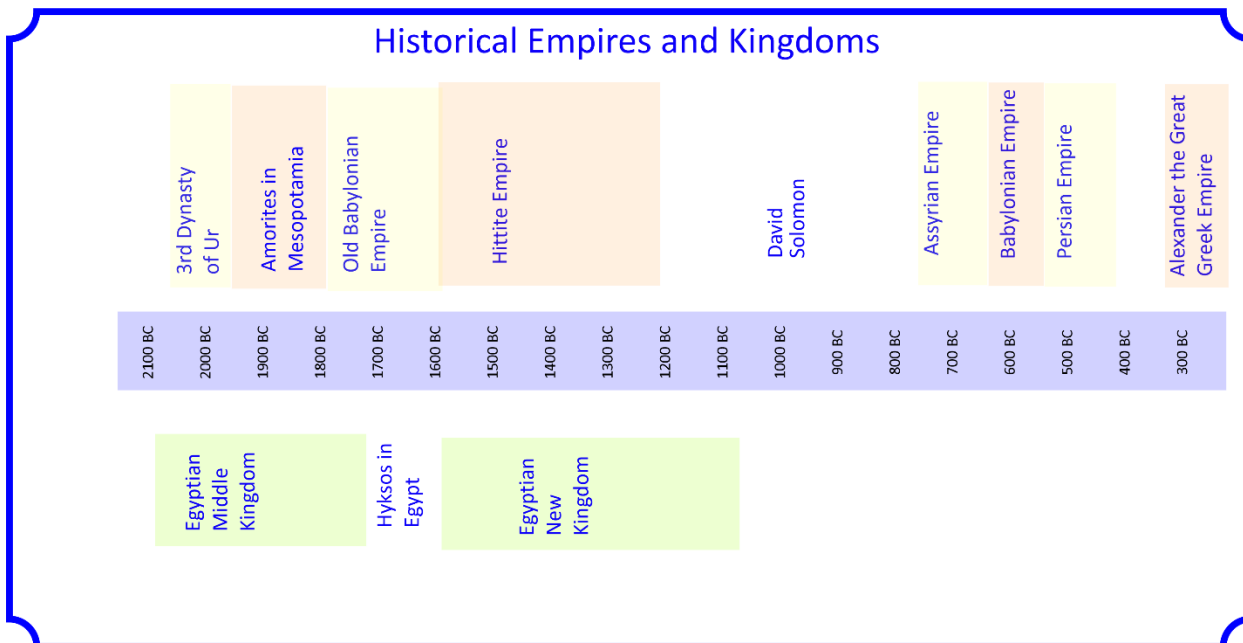 Historical Empires and Kingdoms
3rd Dynasty
of Ur
Amorites in
Mesopotamia
Old Babylonian
Empire
Hittite Empire
David
Solomon
Assyrian Empire
Babylonian Empire
Persian Empire
Alexander the Great
Greek Empire
2100 BC
2000 BC
1900 BC
1800 BC
1700 BC
1600 BC
1500 BC
1400 BC
1300 BC
1200 BC
1100 BC
1000 BC
900 BC
800 BC
700 BC
600 BC
500 BC
400 BC
300 BC
Egyptian
Middle
Kingdom
Hyksos in
Egypt
Egyptian
New
Kingdom